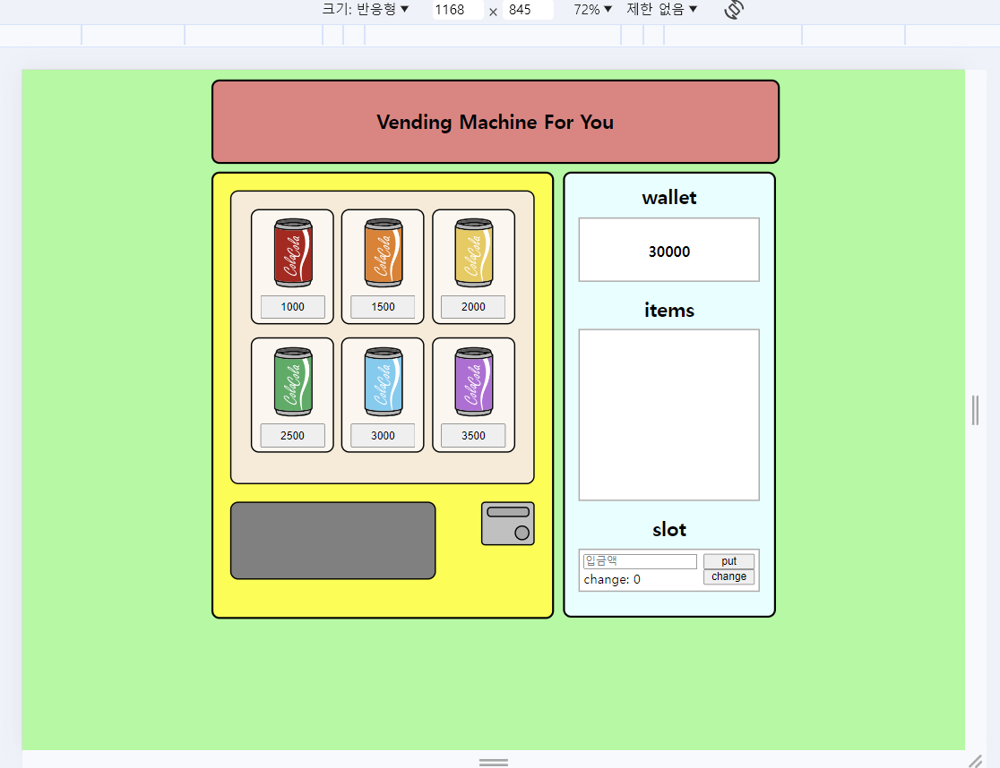 크기: 반응형 ▼ 1168 × 845 72% ▼ 제한 없음 ▼
Vending Machine For You
ColaCola ColaCola ColaCola
1000 1500 2000
ColaCola ColaCola ColaCola
2500 3000 3500
wallet
30000
items
slot
입금액 put
change: 0 change